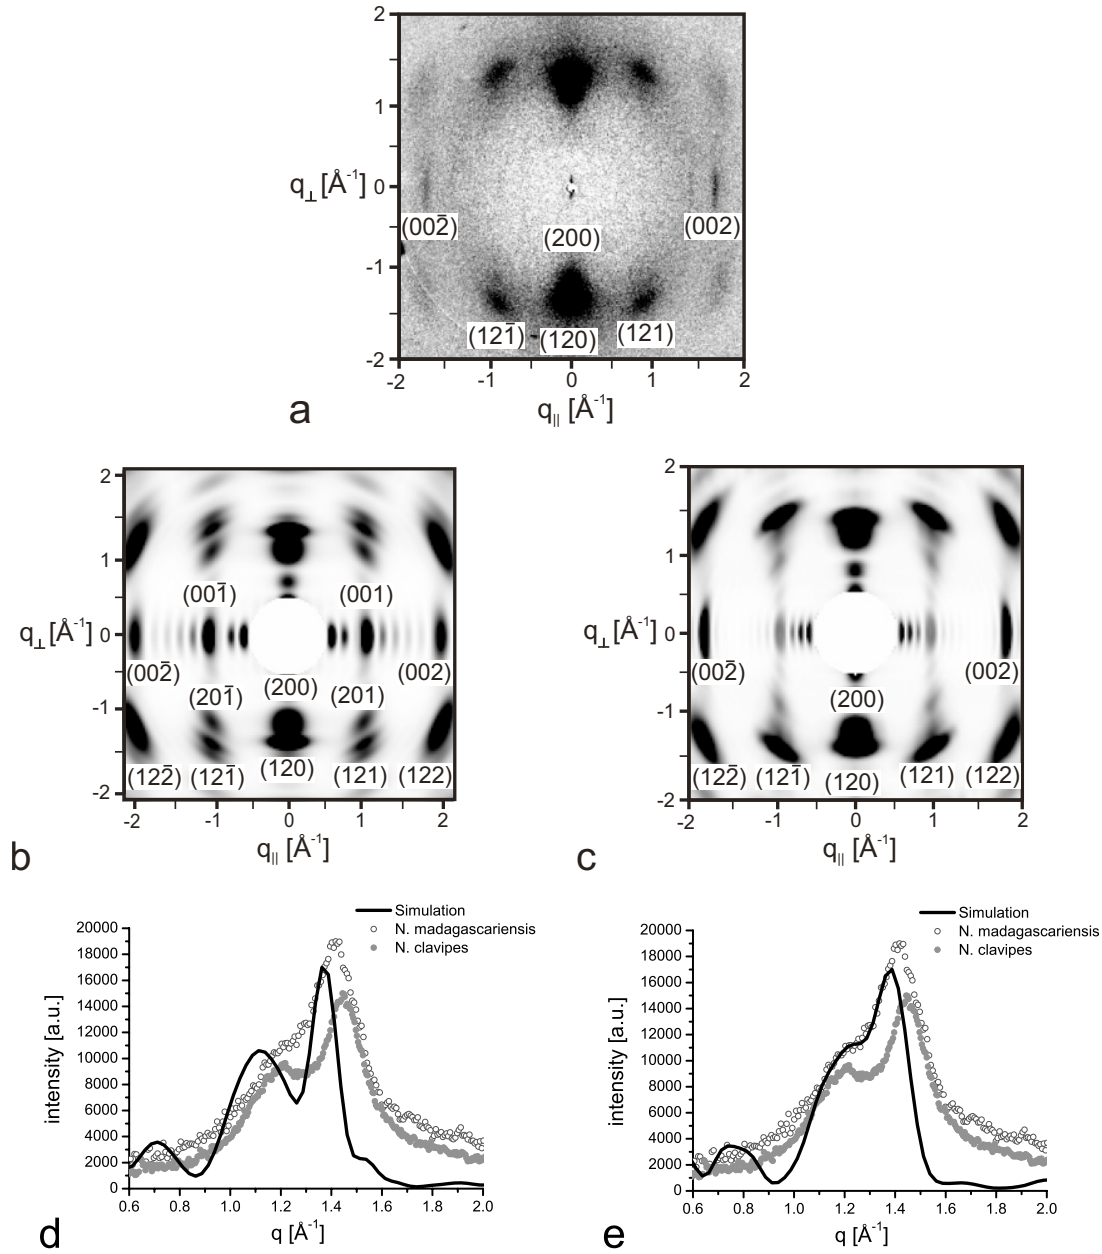 2
1
q⊥[Å⁻¹] 0
(002̄) (200) (002)
-1
(121̄) (120) (121)
-2
-2 -1 0 1 2
q|| [Å⁻¹]
a
2
1
(001̄) (001)
q⊥[Å⁻¹] 0
(002̄) (201̄) (200) (201) (002)
-1
(122̄) (121̄) (120) (121) (122)
-2
-2 -1 0 1 2
q|| [Å⁻¹]
b
2
1
q⊥[Å⁻¹] 0
(002̄) (200) (002̄)
-1
(122̄) (121̄) (120) (121) (122)
-2
-2 -1 0 1 2
q|| [Å⁻¹]
c
Simulation
N. madagascariensis
N. clavipes
20000
18000
16000
14000
12000
10000
8000
6000
4000
2000
0
intensity [a.u.]
0.6 0.8 1.0 1.2 1.4 1.6 1.8 2.0
q [Å⁻¹]
d
Simulation
N. madagascariensis
N. clavipes
20000
18000
16000
14000
12000
10000
8000
6000
4000
2000
0
intensity [a.u.]
0.6 0.8 1.0 1.2 1.4 1.6 1.8 2.0
q [Å⁻¹]
e